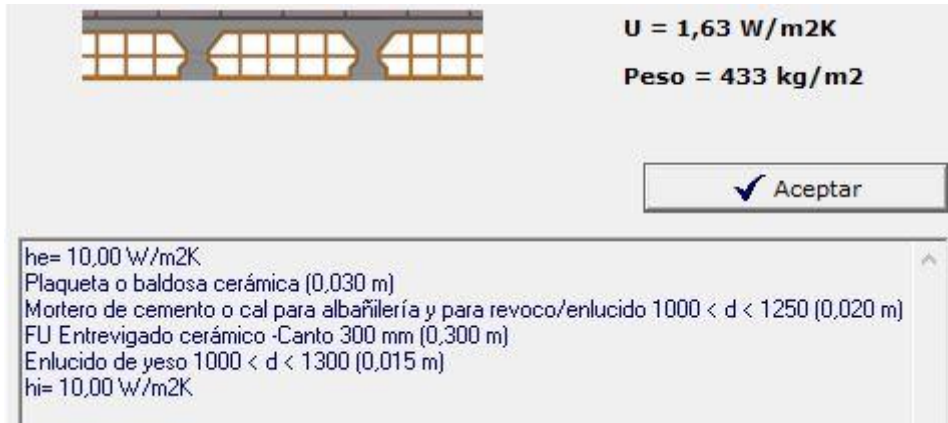 U = 1,63 W/m2K
Peso = 433 kg/m2
Aceptar
he= 10,00 W/m2K
Plaqueta o baldosa cerámica (0,030 m)
Mortero de cemento o cal para albañilería y para revoco/enlucido 1000 < d < 1250 (0,020 m)
FU Entrevigado cerámico -Canto 300 mm (0,300 m)
Enlucido de yeso 1000 < d < 1300 (0,015 m)
hi= 10,00 W/m2K